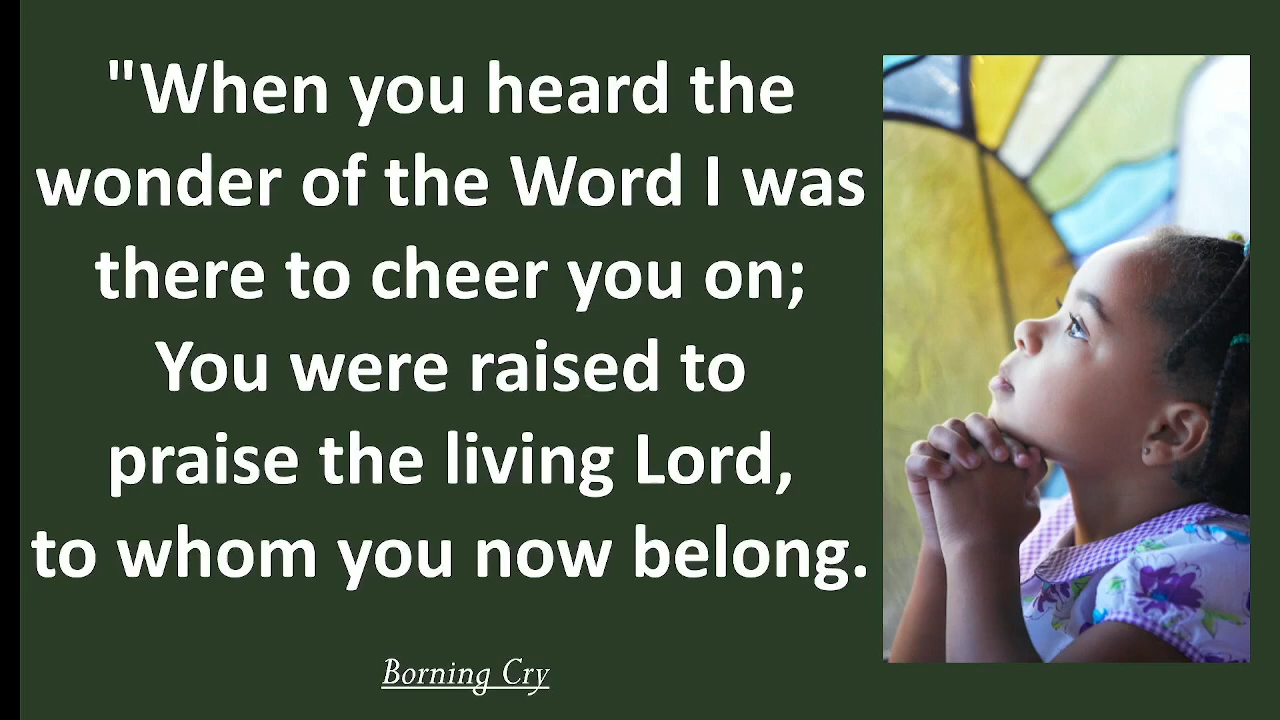 "When you heard the
wonder of the Word I was
there to cheer you on;
You were raised to
praise the living Lord,
to whom you now belong.
Borning Cry